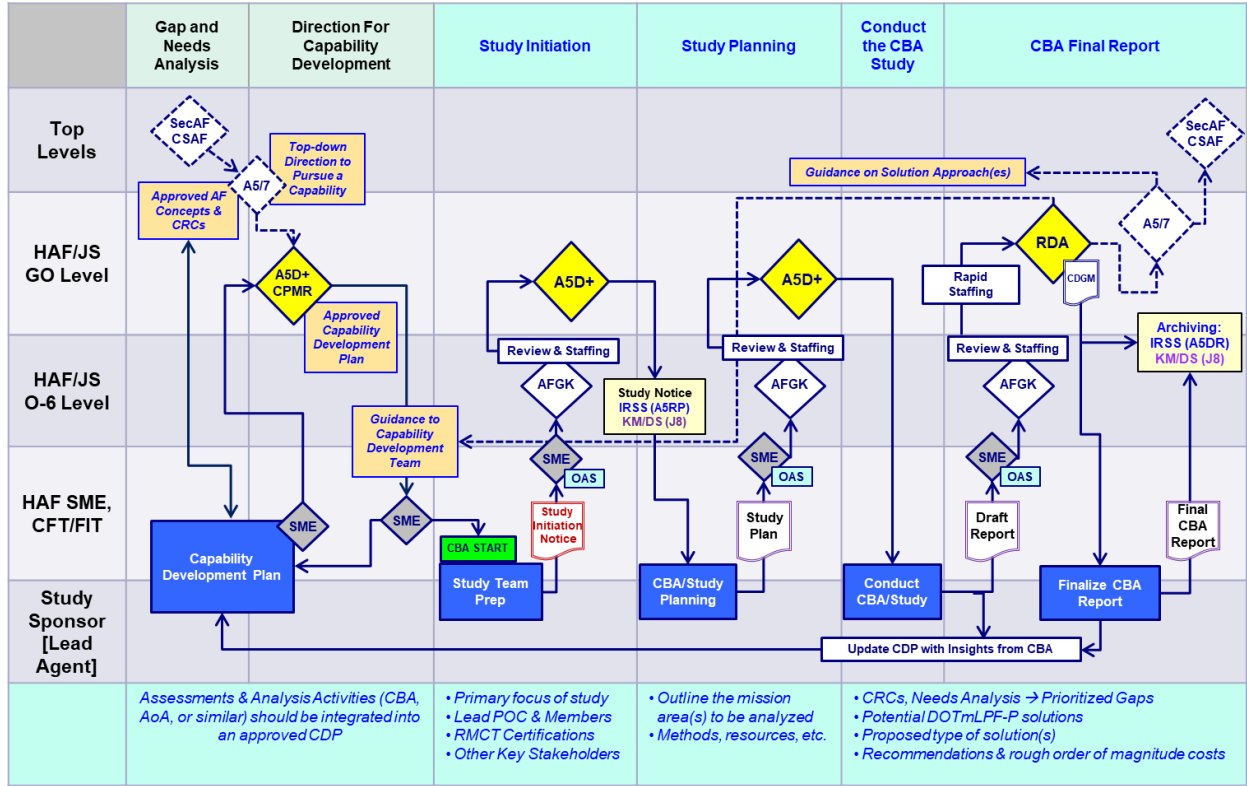 Gap and
Needs
Analysis
Direction For
Capability
Development
Study Initiation
Study Planning
Conduct
the CBA
Study
CBA Final Report
Top
Levels
SecAF
CSAF
A5/7
Top-down
Direction to
Pursue a
Capability
Approved AF
Concepts &
CRCs
Guidance on Solution Approach(es)
SecAF
CSAF
A5/7
HAF/JS
GO Level
A5D+
CPMR
Approved
Capability
Development
Plan
A5D+
A5D+
Rapid
Staffing
RDA
CDGM
HAF/JS
O-6 Level
Review & Staffing
AFGK
Study Notice
IRSS (A5RP)
KM/DS (J8)
Review & Staffing
AFGK
Review & Staffing
AFGK
Archiving:
IRSS (A5DR)
KM/DS (J8)
Guidance to
Capability
Development
Team
HAF SME,
CFT/FIT
SME
SME
SME
OAS
Study
Initiation
Notice
SME
OAS
Study
Plan
SME
OAS
Draft
Report
Final
CBA
Report
Capability
Development Plan
CBA START
Study Team
Prep
CBA/Study
Planning
Conduct
CBA/Study
Finalize CBA
Report
Study
Sponsor
[Lead
Agent]
Update CDP with Insights from CBA
Assessments & Analysis Activities (CBA,
AoA, or similar) should be integrated into
an approved CDP
• Primary focus of study
• Lead POC & Members
• RMCT Certifications
• Other Key Stakeholders
• Outline the mission
area(s) to be analyzed
• Methods, resources, etc.
• CRCs, Needs Analysis → Prioritized Gaps
• Potential DOTmLPF-P solutions
• Proposed type of solution(s)
• Recommendations & rough order of magnitude costs